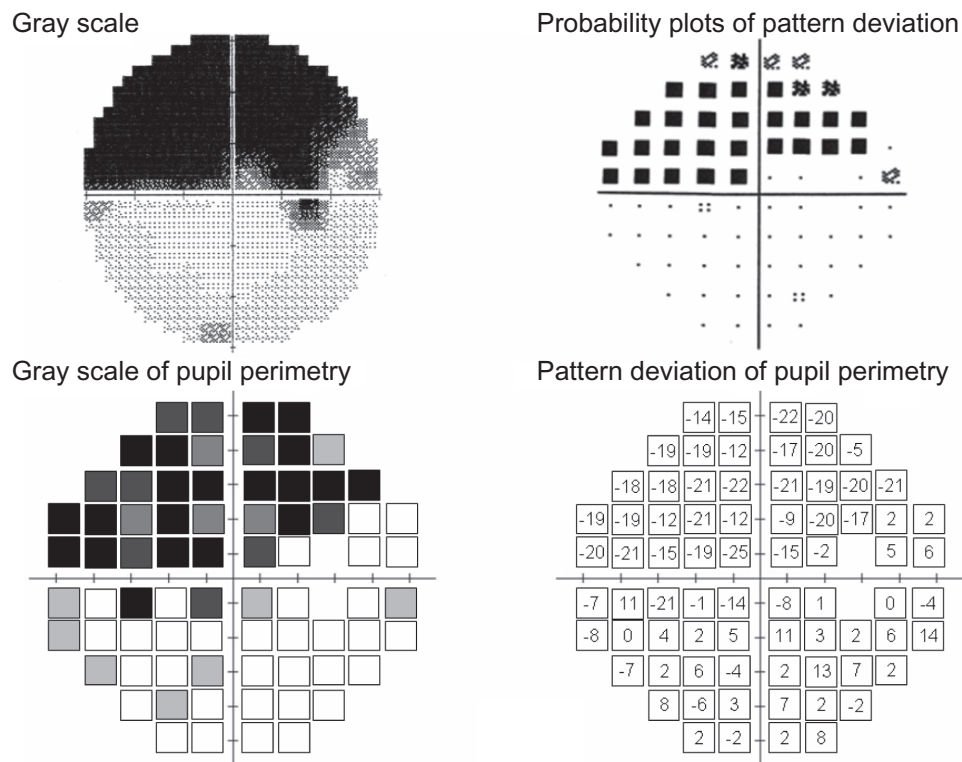 Gray scale
Probability plots of pattern deviation
Gray scale of pupil perimetry
Pattern deviation of pupil perimetry
-14 -15 -22 -20
-19 -19 -12 -17 -20 -5
-18 -18 -21 -22 -21 -19 -20 -21
-19 -19 -12 -21 -12 -9 -20 -17 2 2
-20 -21 -15 -19 -25 -15 -2 5 6
-7 11 -21 -1 -14 -8 1 0 -4
-8 0 4 2 5 11 3 2 6 14
-7 2 6 -4 2 13 7 2
8 -6 3 7 2 -2
2 -2 2 8